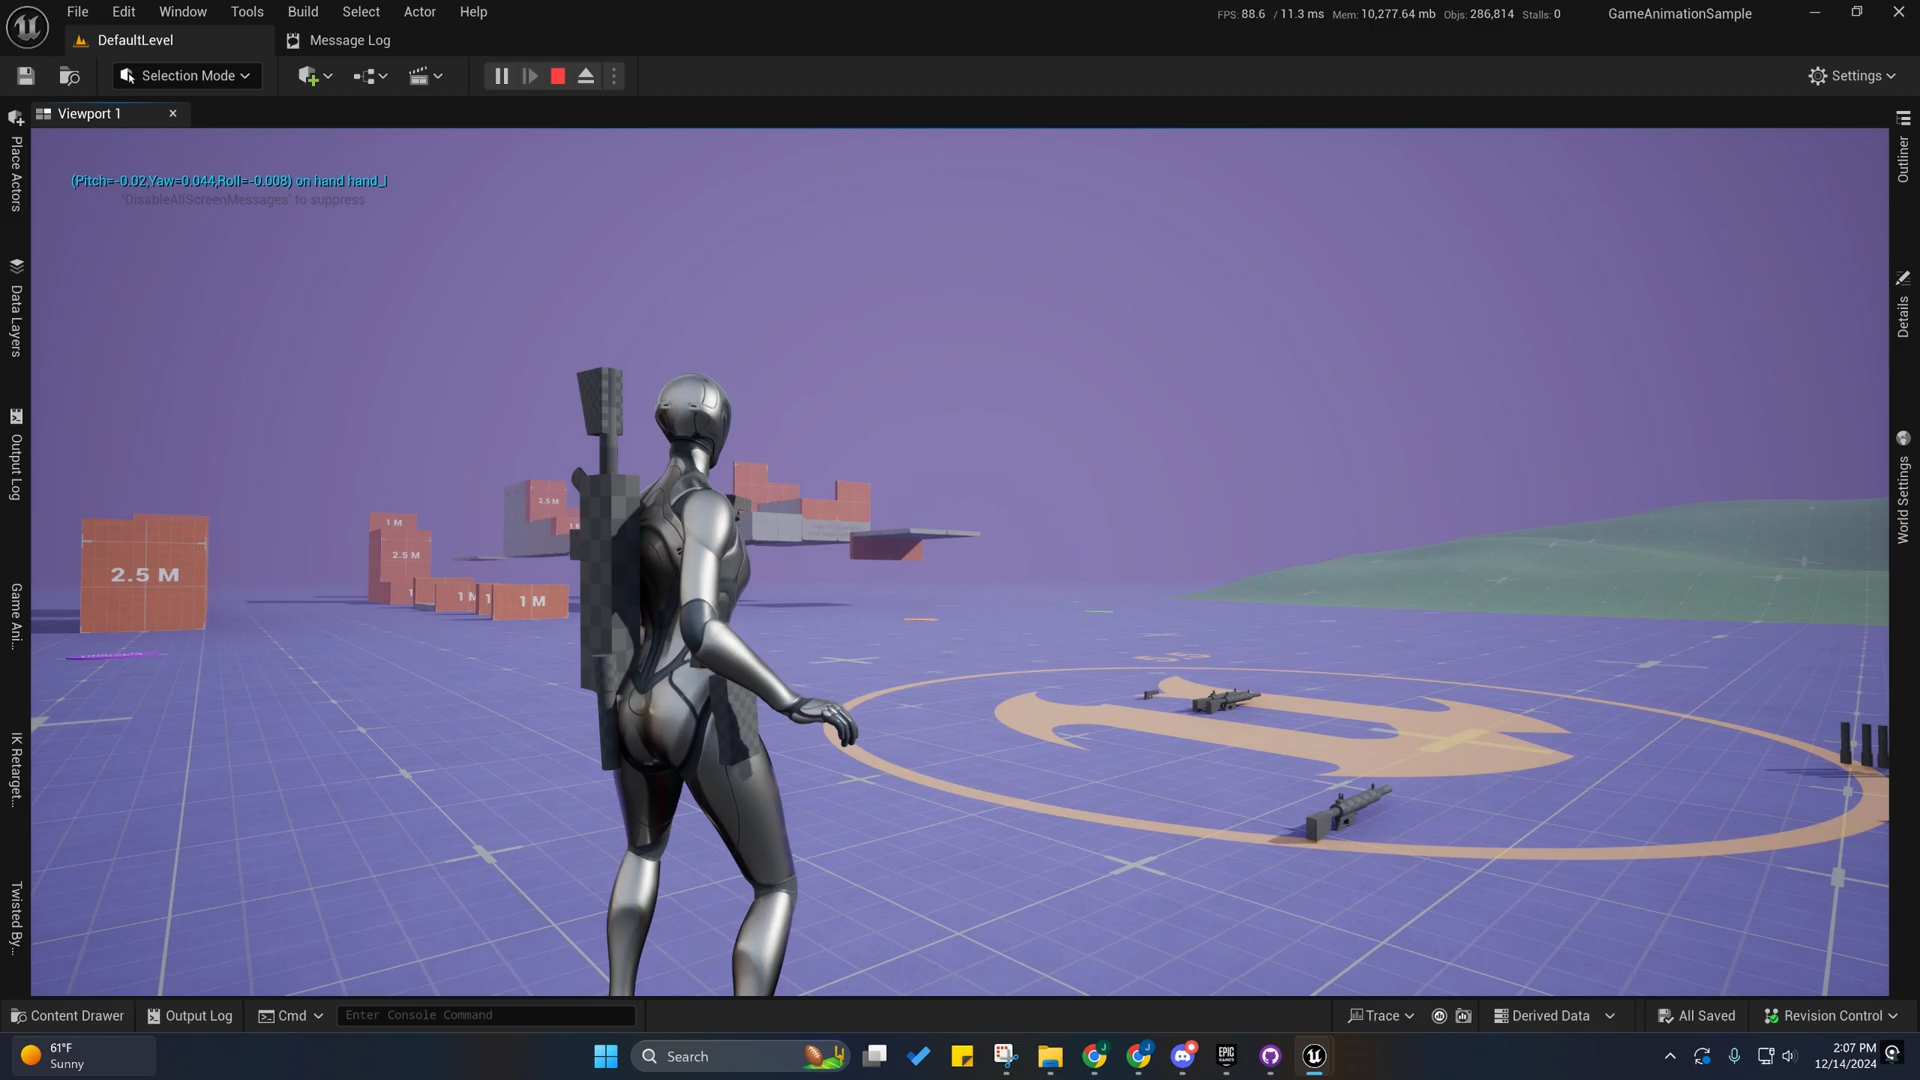 File Edit Window Tools Build Select Actor Help
FPS: 88.6 / 11.3 ms Mem: 10,277.64 mb Objs: 286,814 Stalls: 0
GameAnimationSample
DefaultLevel
Message Log
Selection Mode
Settings
Viewport 1
Place Actors
Data Layers
Output Log
Game Ani...
IK Retarget...
Twisted By...
Outliner
Details
World Settings
(Pitch=-0.02,Yaw=0.044,Roll=-0.008) on hand hand_l
'DisableAllScreenMessages' to suppress
2.5 M
1 M
2.5 M
1 M
1
1 M
2.5 M
Content Drawer
Output Log
Cmd
Enter Console Command
Trace
Derived Data
All Saved
Revision Control
61°F
Sunny
Search
EPIC
GAMES
2:07 PM
12/14/2024